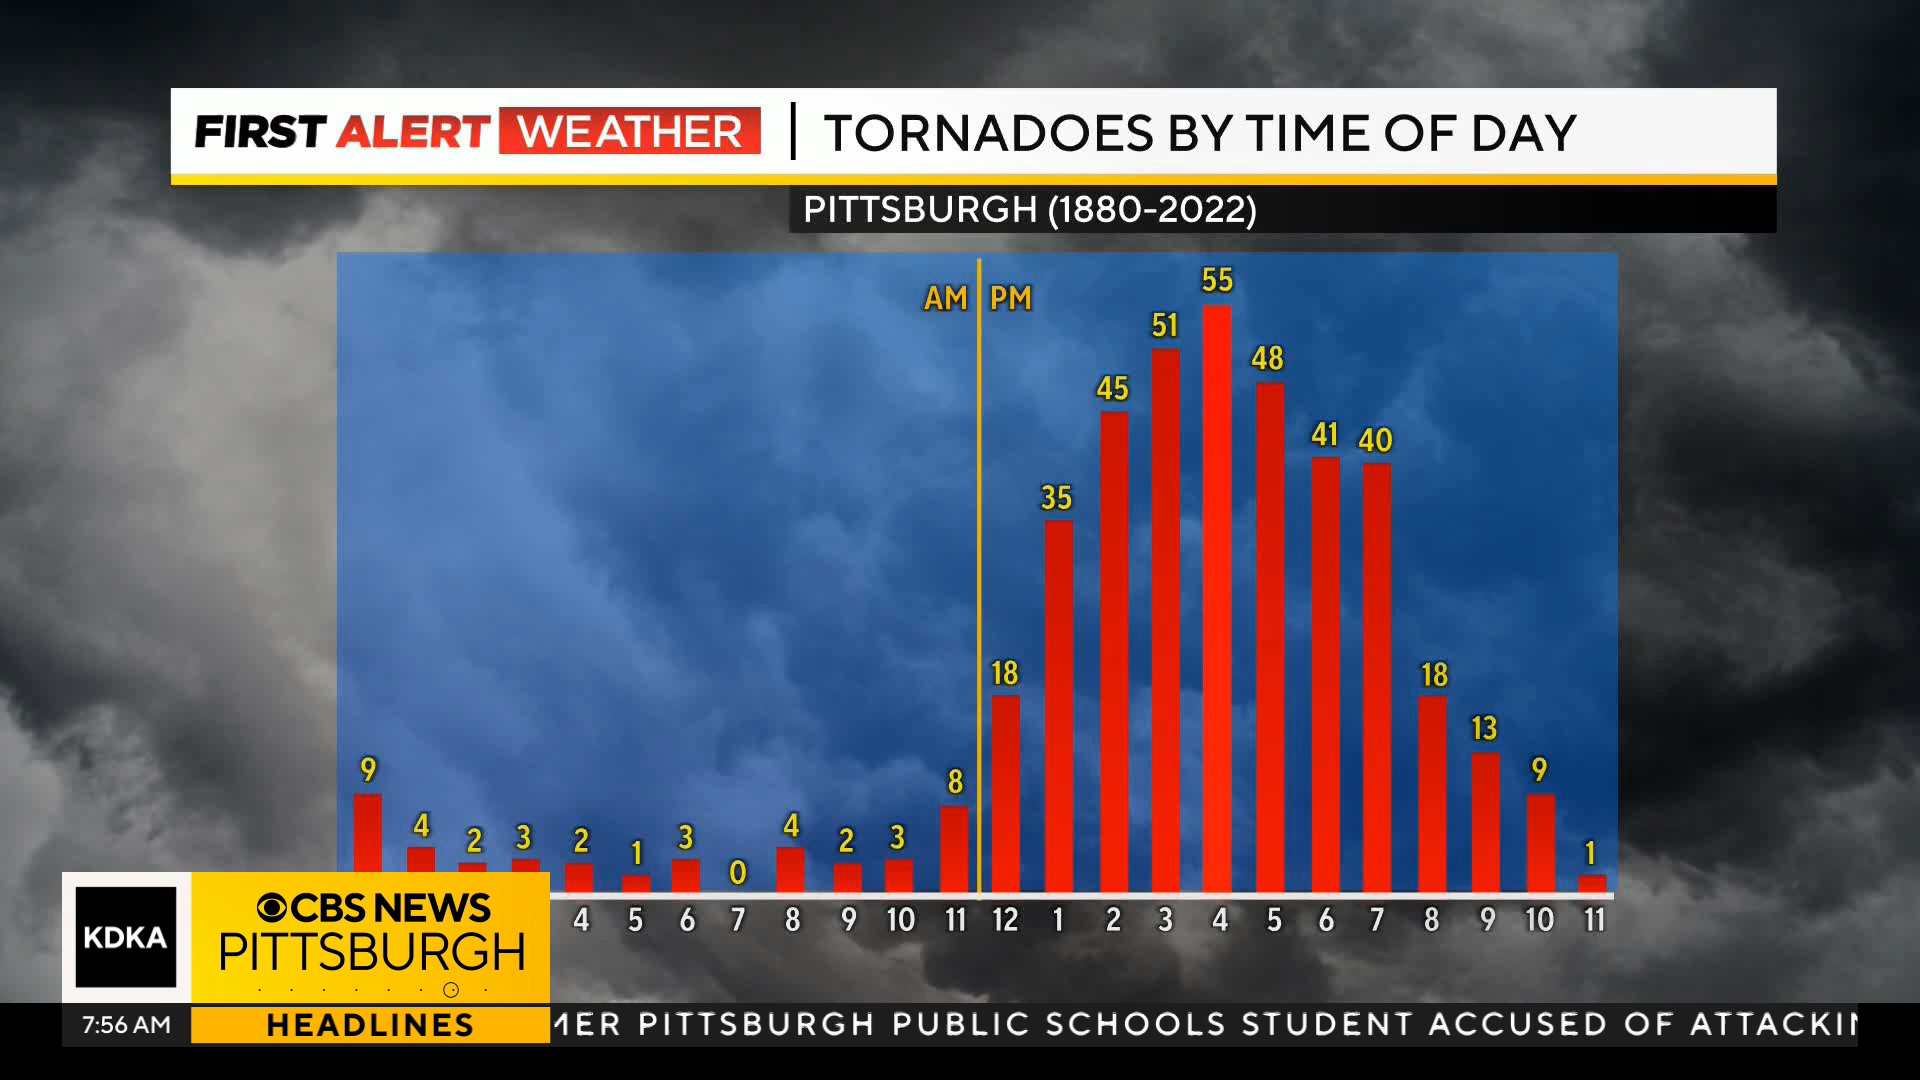 FIRST ALERT WEATHER | TORNADOES BY TIME OF DAY
PITTSBURGH (1880-2022)
AM PM
9 4 2 3 2 1 3 0 4 2 3 8 18 35 45 51 55 48 41 40 18 13 9 1
4 5 6 7 8 9 10 11 12 1 2 3 4 5 6 7 8 9 10 11
KDKA
CBS NEWS
PITTSBURGH
7:56 AM
HEADLINES
PITTSBURGH PUBLIC SCHOOLS STUDENT ACCUSED OF